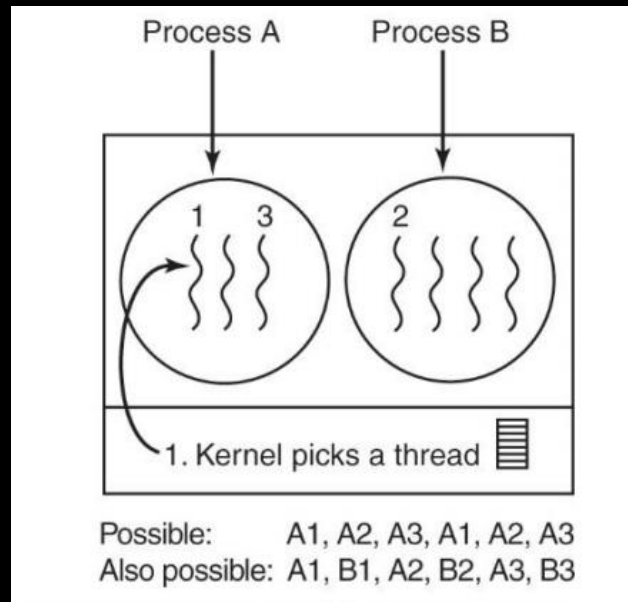 Process A Process B
1 3 2
1. Kernel picks a thread
Possible: A1, A2, A3, A1, A2, A3
Also possible: A1, B1, A2, B2, A3, B3